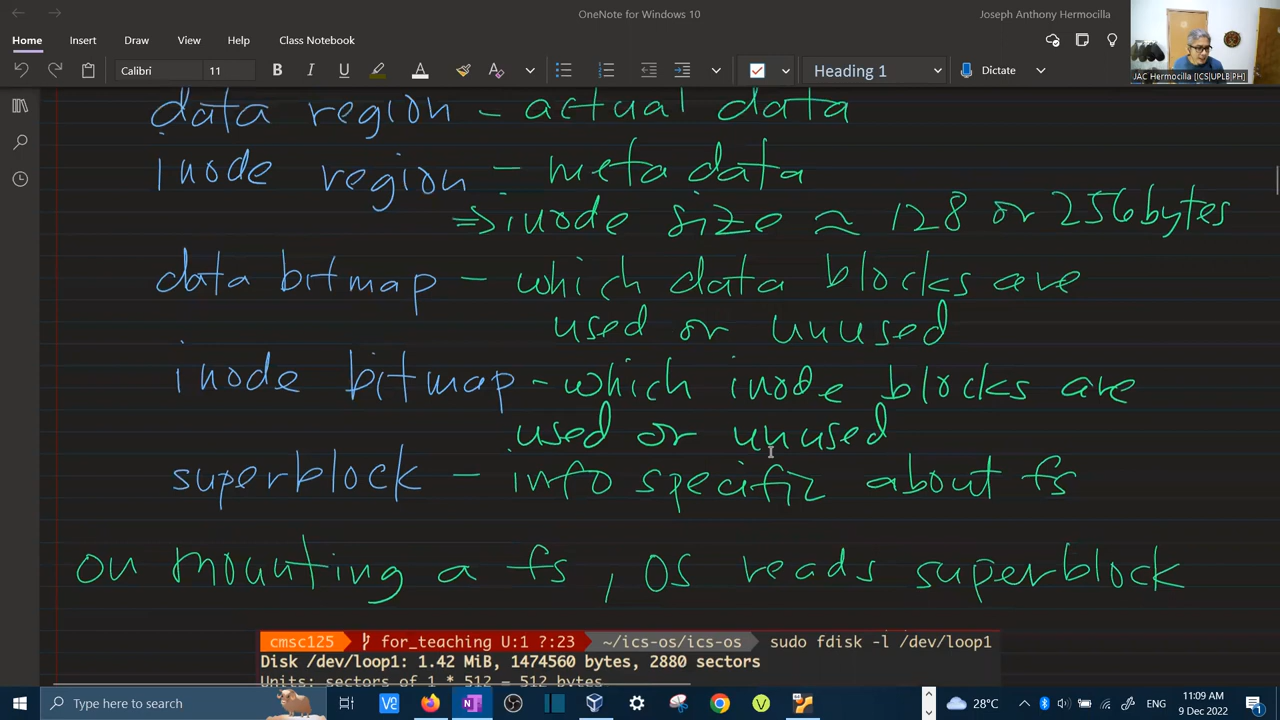 OneNote for Windows 10
Joseph Anthony Hermocilla
Home Insert Draw View Help Class Notebook
Calibri 11 B I U A Heading 1 Dictate
JAC Hermocilla [ICS|UPLB|PH]
data region - actual data
inode region - meta data
⇒ inode size ≈ 128 or 256 bytes
data bitmap - which data blocks are
used or unused
inode bitmap - which inode blocks are
used or unused
superblock - info specific about fs
on mounting a fs, OS reads superblock
cmsc125 for_teaching U:1 ?:23 ~/ics-os/ics-os sudo fdisk -l /dev/loop1
Disk /dev/loop1: 1.42 MiB, 1474560 bytes, 2880 sectors
Units: sectors of 1 * 512 = 512 bytes
Type here to search
28°C
11:09 AM
9 Dec 2022